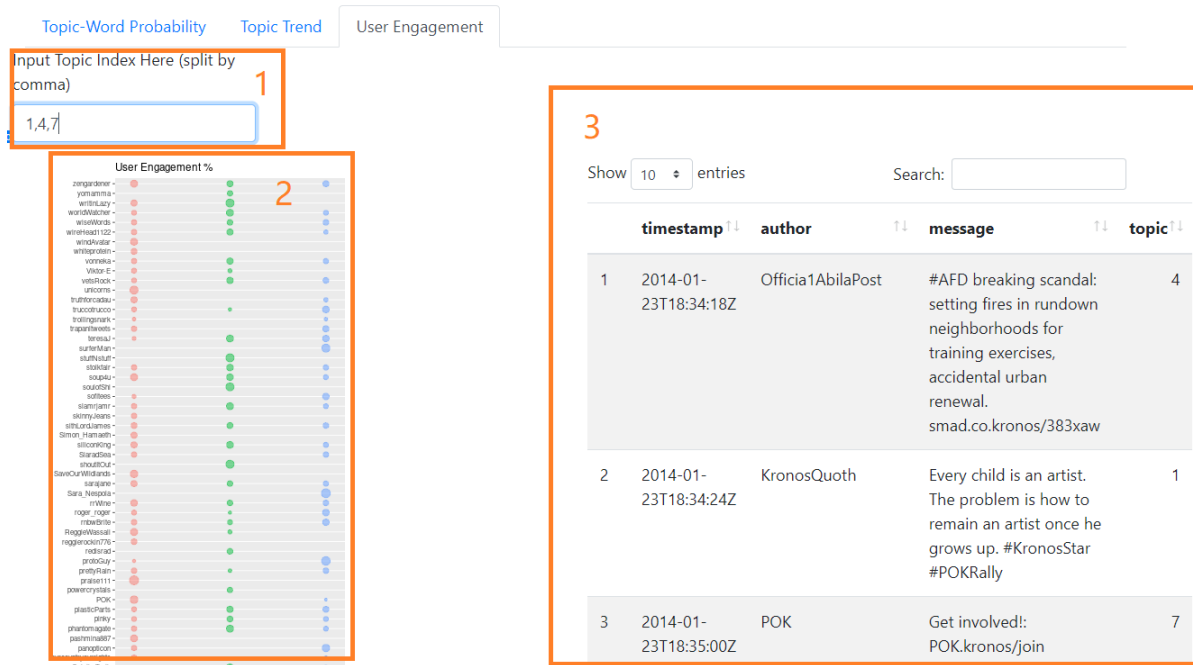 Topic-Word Probability Topic Trend User Engagement
Input Topic Index Here (split by
comma)
1
1,4,7
User Engagement %
2
zengardener
yomamma
writinLazy
worldWatcher
wiseWords
wireHead1122
windAvatar
whiteprotein
vonneka
Viktor-E
vetsRock
unicorns
truthforcadau
truccotrucco
trollingsnark
trapanitweets
teresaJ
surferMan
stuffNstuff
stolkfair
soup4u
soulofShi
sofitees
siamrjamr
skinnyJeans
sithLordJames
Simon_Hamaeth
siliconKing
SiaradSea
shoutItOut
SaveOurWildlands
sarajane
Sara_Nespola
rrWine
roger_roger
rnbwBrite
ReggieWassali
reggierockin776
redisrad
protoGuy
prettyRain
praise111
powercrystals
POK
plasticParts
pinky
phantomagate
pashmina887
panopticon
3
Show 10 entries Search:
timestamp author message topic
1 2014-01- Officia1AbilaPost #AFD breaking scandal: 4
23T18:34:18Z setting fires in rundown
neighborhoods for
training exercises,
accidental urban
renewal.
smad.co.kronos/383xaw
2 2014-01- KronosQuoth Every child is an artist. 1
23T18:34:24Z The problem is how to
remain an artist once he
grows up. #KronosStar
#POKRally
3 2014-01- POK Get involved!: 7
23T18:35:00Z POK.kronos/join